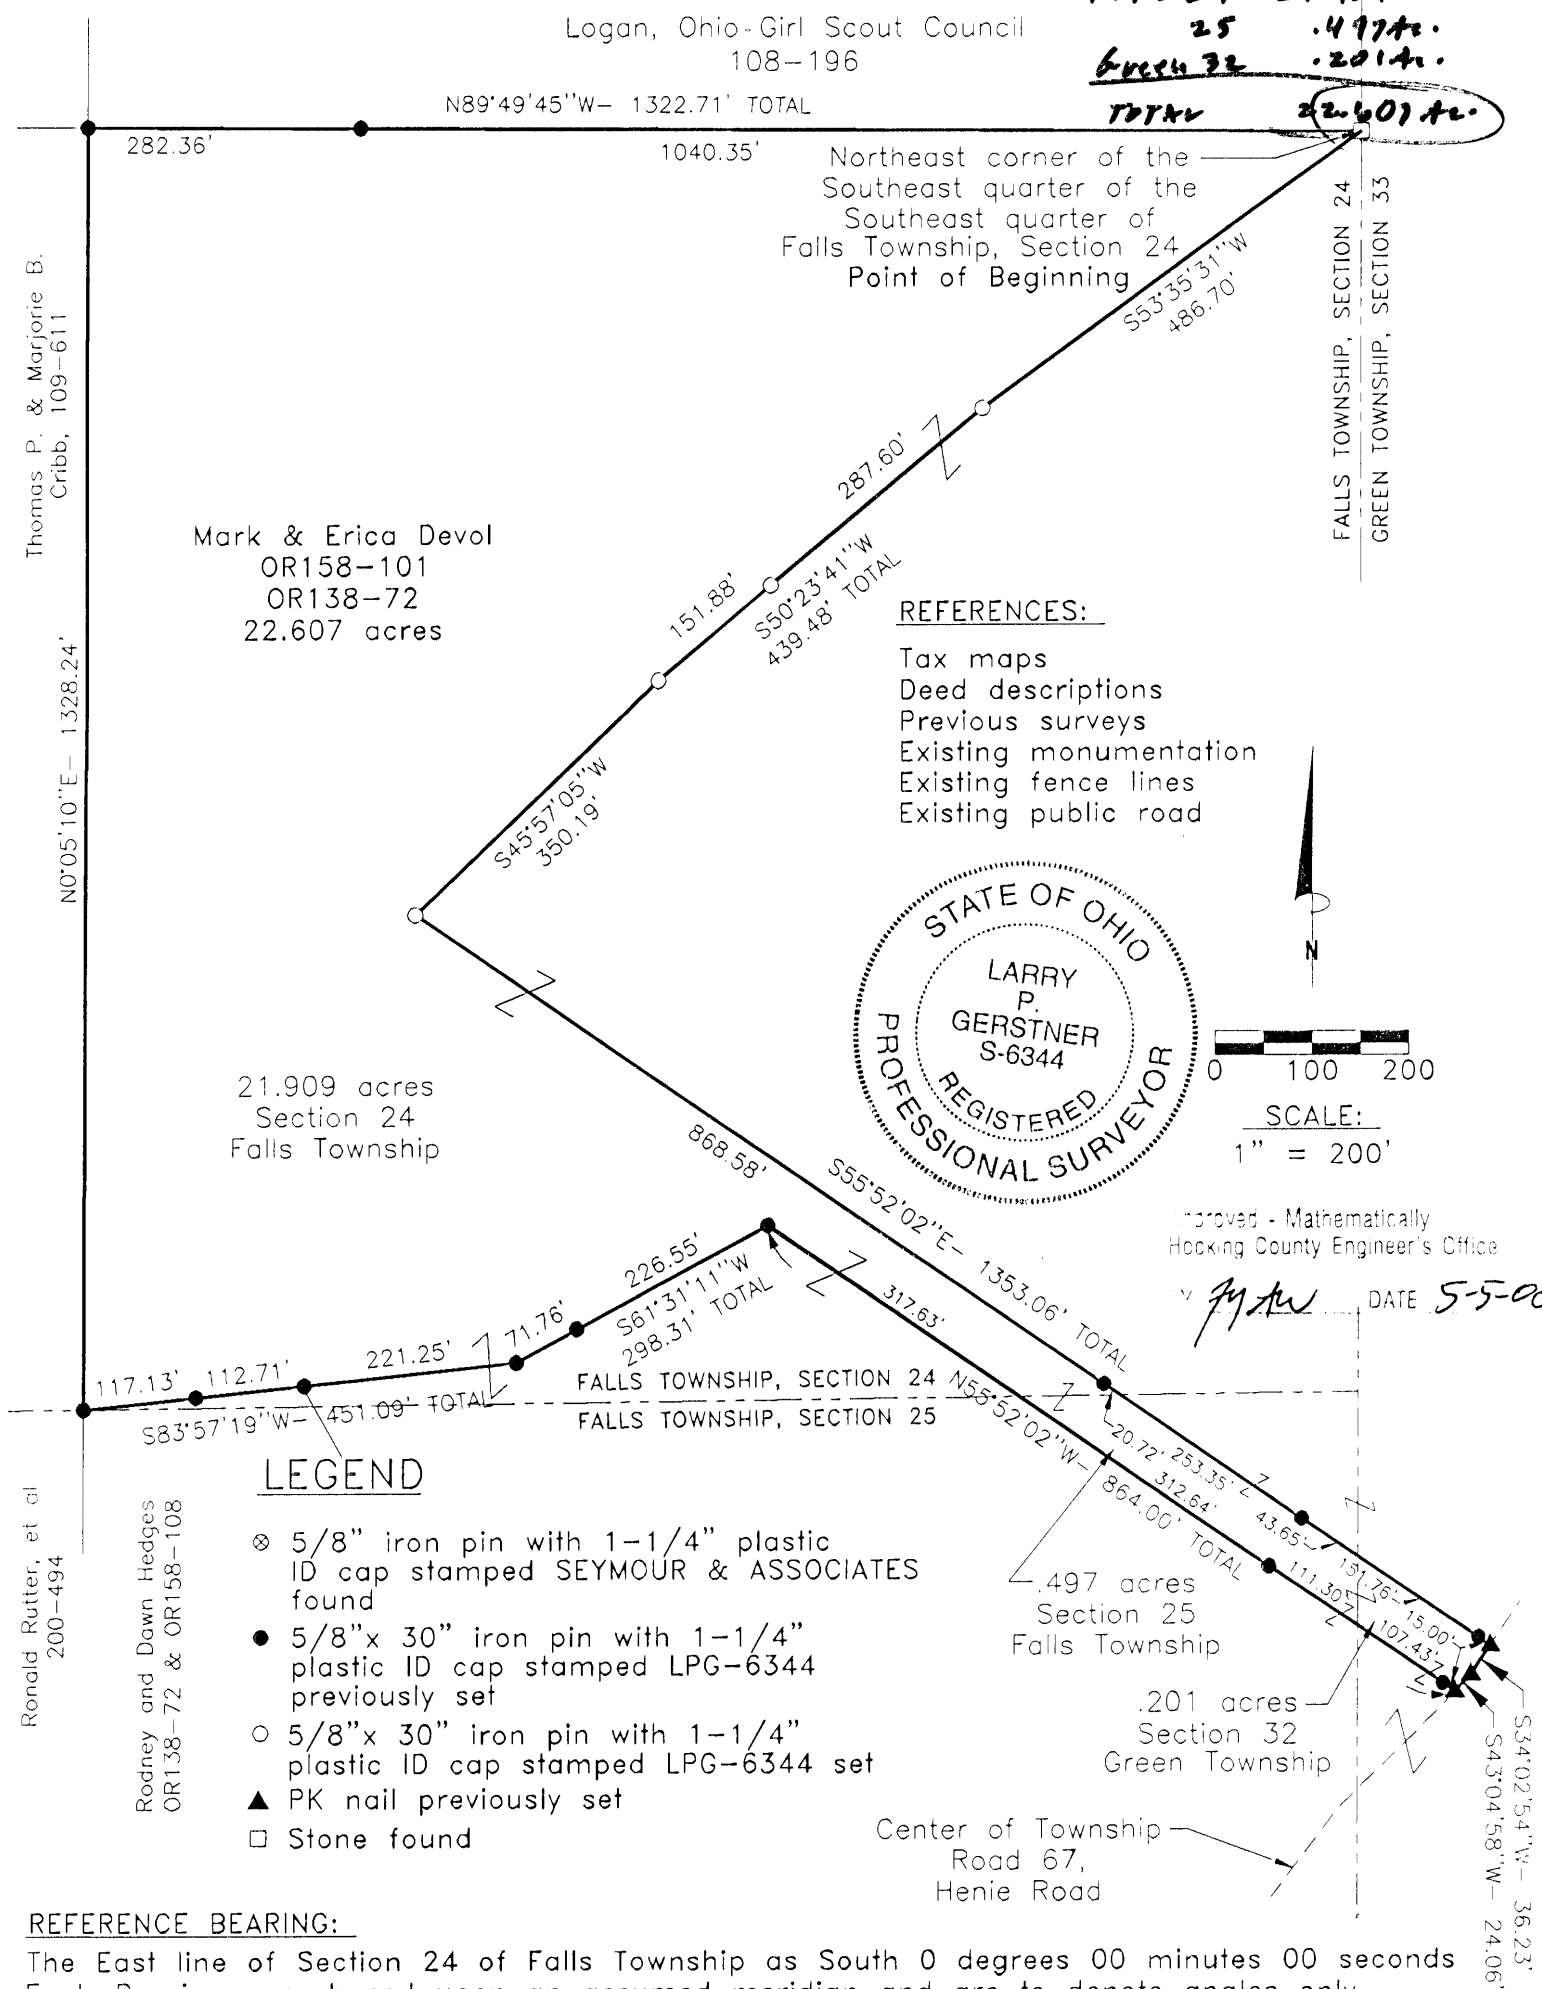 Logan, Ohio-Girl Scout Council
108-196
25 .497 Ac.
Green 32 .201 Ac.
TOTAL 22.607 Ac.
N89°49'45"W- 1322.71' TOTAL
282.36'
1040.35'
Northeast corner of the
Southeast quarter of the
Southeast quarter of
Falls Township, Section 24
Point of Beginning
FALLS TOWNSHIP, SECTION 24
GREEN TOWNSHIP, SECTION 33
S53°35'31"W
486.70'
Thomas P. & Marjorie B.
Cribb, 109-611
N0°05'10"E- 1328.24'
Mark & Erica Devol
OR158-101
OR138-72
22.607 acres
287.60'
151.88'
S50°23'41"W
439.48' TOTAL
S45°57'05"W
350.19'
REFERENCES:
Tax maps
Deed descriptions
Previous surveys
Existing monumentation
Existing fence lines
Existing public road
N
STATE OF OHIO
LARRY
P.
GERSTNER
S-6344
REGISTERED
PROFESSIONAL SURVEYOR
0 100 200
SCALE:
1" = 200'
21.909 acres
Section 24
Falls Township
868.58'
S55°52'02"E- 1353.06' TOTAL
Mathematically
Hocking County Engineer's Office
DATE 5-5-00
226.55'
71.76'
S61°31'11"W
298.31' TOTAL
317.63'
117.13' 112.71' 221.25'
S83°57'19"W- 451.09' TOTAL
FALLS TOWNSHIP, SECTION 24
FALLS TOWNSHIP, SECTION 25
N55°52'02"W- 864.00' TOTAL
20.72'
253.35'
312.64'
43.65'
151.76'
15.00'
111.30'
107.43'
.497 acres
Section 25
Falls Township
.201 acres
Section 32
Green Township
S34°02'54"W- 36.23'
S43°04'58"W- 24.06'
Center of Township
Road 67,
Henie Road
Ronald Rutter, et al
200-494
Rodney and Dawn Hedges
OR138-72 & OR158-108
LEGEND
⊗ 5/8" iron pin with 1-1/4" plastic
ID cap stamped SEYMOUR & ASSOCIATES
found
● 5/8"x 30" iron pin with 1-1/4"
plastic ID cap stamped LPG-6344
previously set
○ 5/8"x 30" iron pin with 1-1/4"
plastic ID cap stamped LPG-6344 set
▲ PK nail previously set
□ Stone found
REFERENCE BEARING:
The East line of Section 24 of Falls Township as South 0 degrees 00 minutes 00 seconds